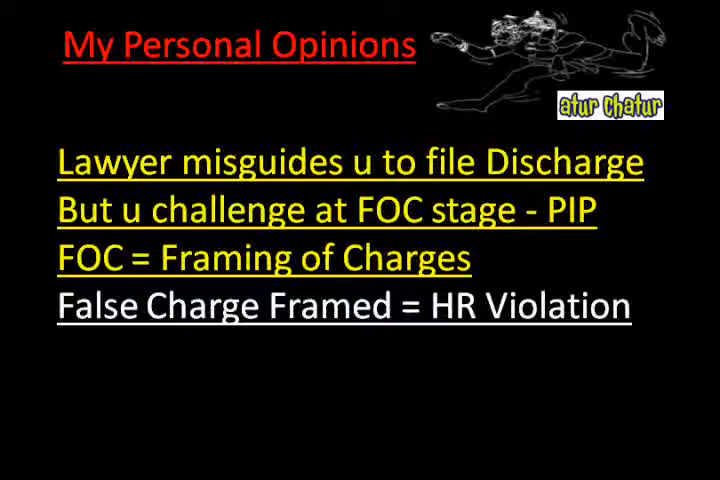 My Personal Opinions
atur chatur
Lawyer misguides u to file Discharge
But u challenge at FOC stage - PIP
FOC = Framing of Charges
False Charge Framed = HR Violation